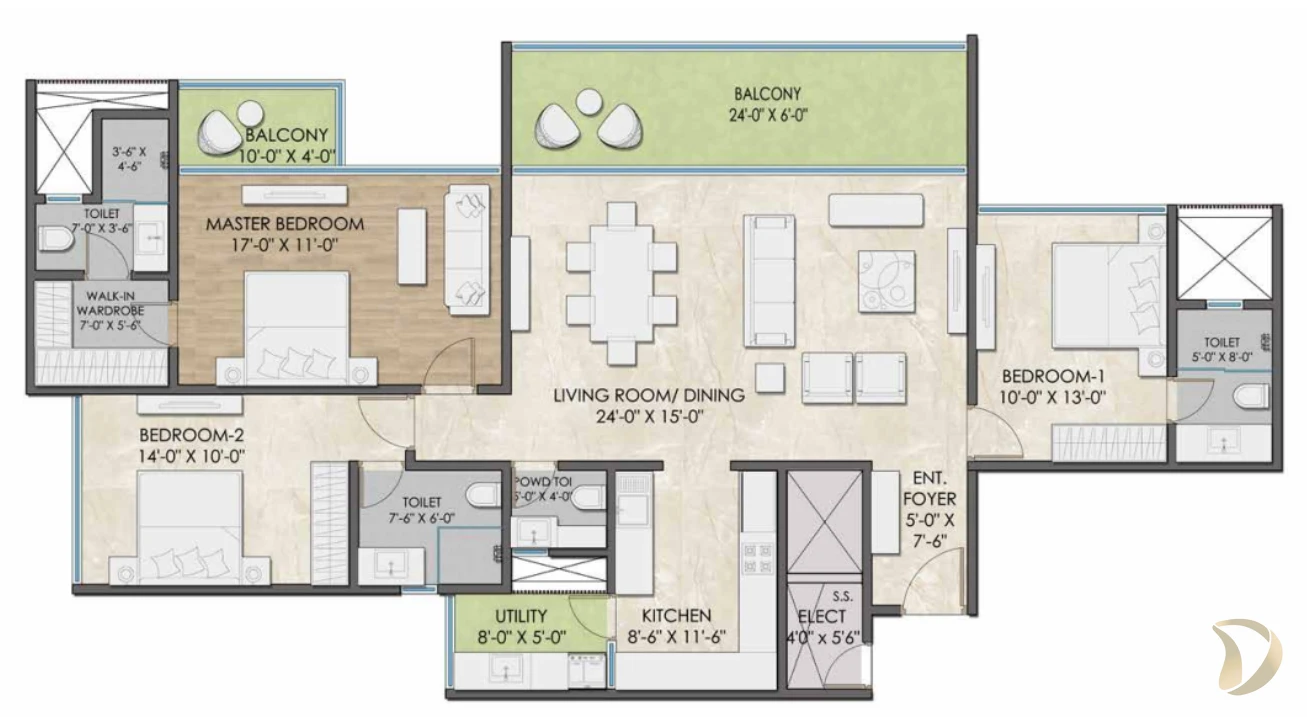 BALCONY
24'-0" X 6'-0"
BALCONY
10'-0" X 4'-0"
3'-6" X
4'-6"
TOILET
7'-0" X 3'-6"
MASTER BEDROOM
17'-0" X 11'-0"
WALK-IN
WARDROBE
7'-0" X 5'-6"
LIVING ROOM/ DINING
24'-0" X 15'-0"
BEDROOM-1
10'-0" X 13'-0"
TOILET
5'-0" X 8'-0"
BEDROOM-2
14'-0" X 10'-0"
TOILET
7'-6" X 6'-0"
POWD TOI
5'-0" X 4'-0"
ENT.
FOYER
5'-0" X
7'-6"
UTILITY
8'-0" X 5'-0"
KITCHEN
8'-6" X 11'-6"
S.S.
ELECT
4'0" x 5'6"